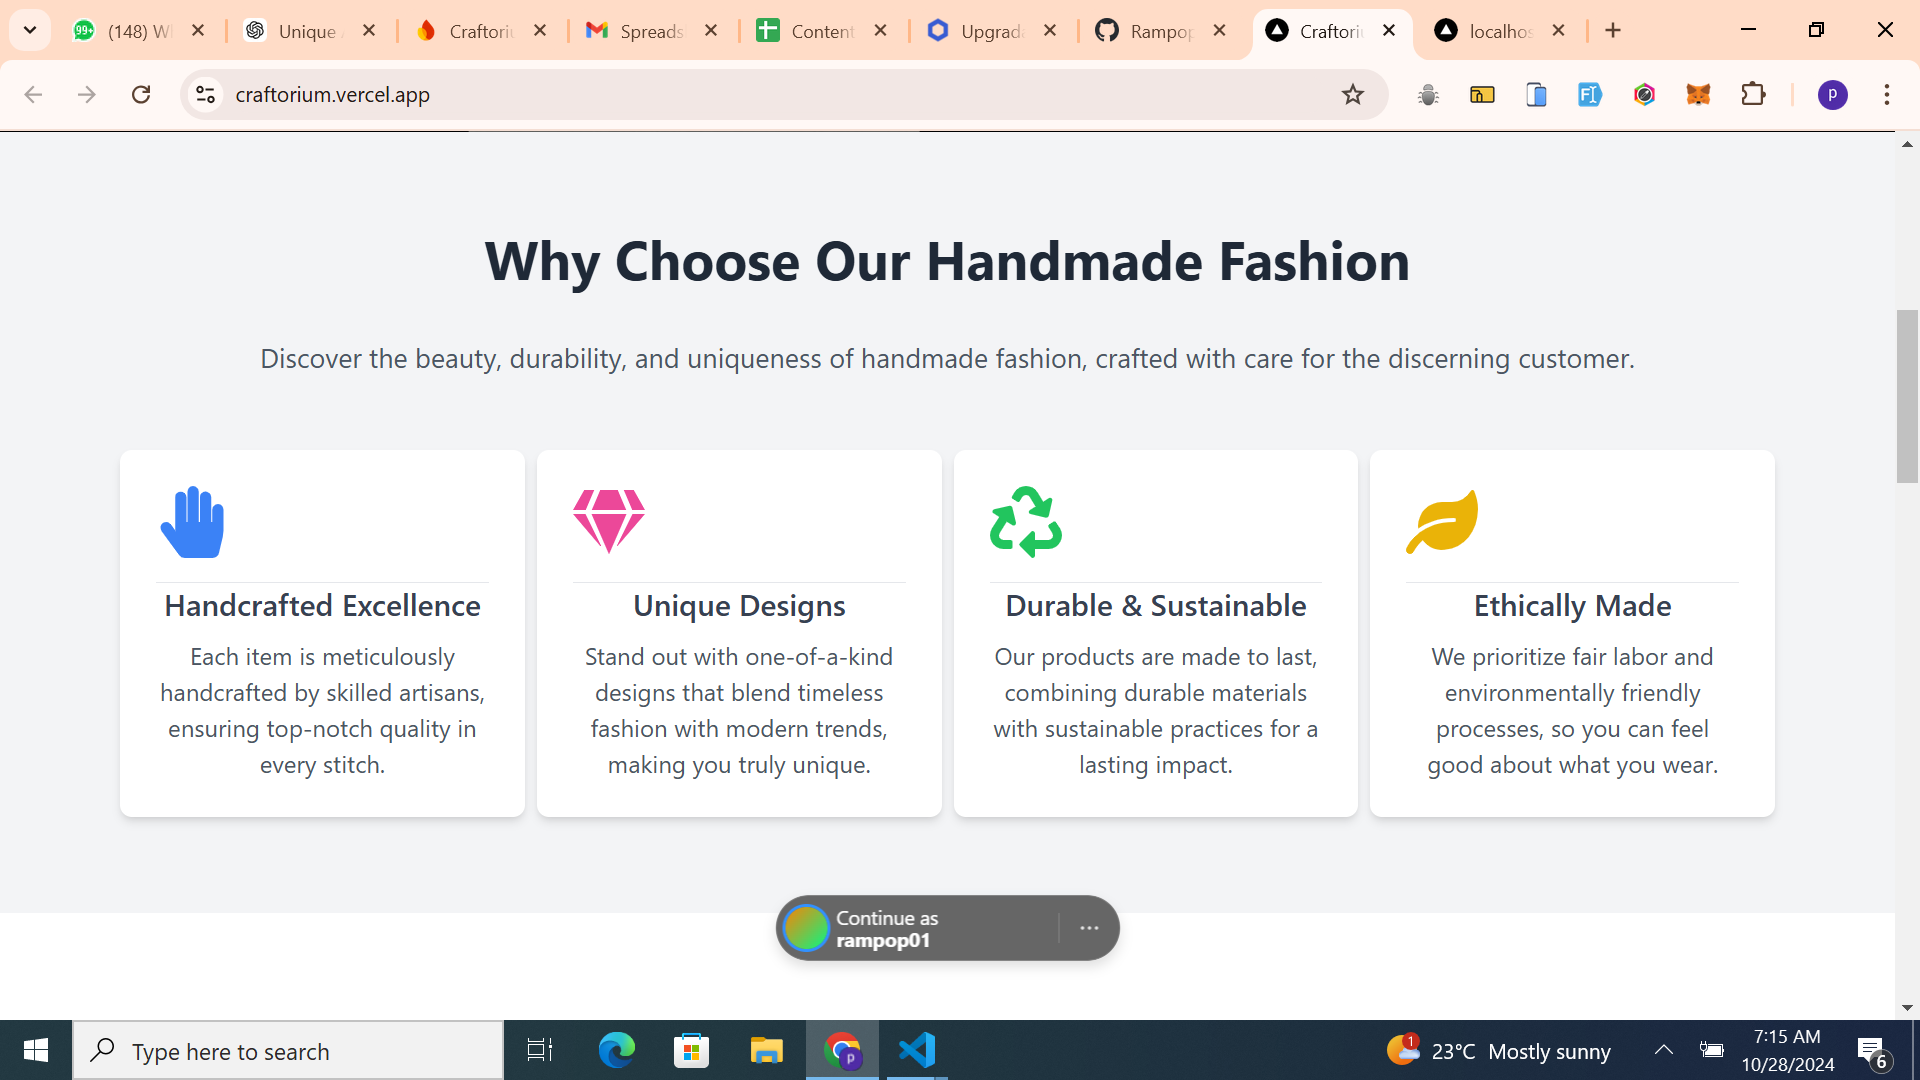 99+
(148) W
Unique
Craftoriu
Spreads
Content
Upgrad
Rampop
Craftoriu
localhos
craftorium.vercel.app
p
Why Choose Our Handmade Fashion
Discover the beauty, durability, and uniqueness of handmade fashion, crafted with care for the discerning customer.
Handcrafted Excellence
Each item is meticulously
handcrafted by skilled artisans,
ensuring top-notch quality in
every stitch.
Unique Designs
Stand out with one-of-a-kind
designs that blend timeless
fashion with modern trends,
making you truly unique.
Durable & Sustainable
Our products are made to last,
combining durable materials
with sustainable practices for a
lasting impact.
Ethically Made
We prioritize fair labor and
environmentally friendly
processes, so you can feel
good about what you wear.
Continue as
rampop01
Type here to search
p
1
23°C Mostly sunny
7:15 AM
10/28/2024
6